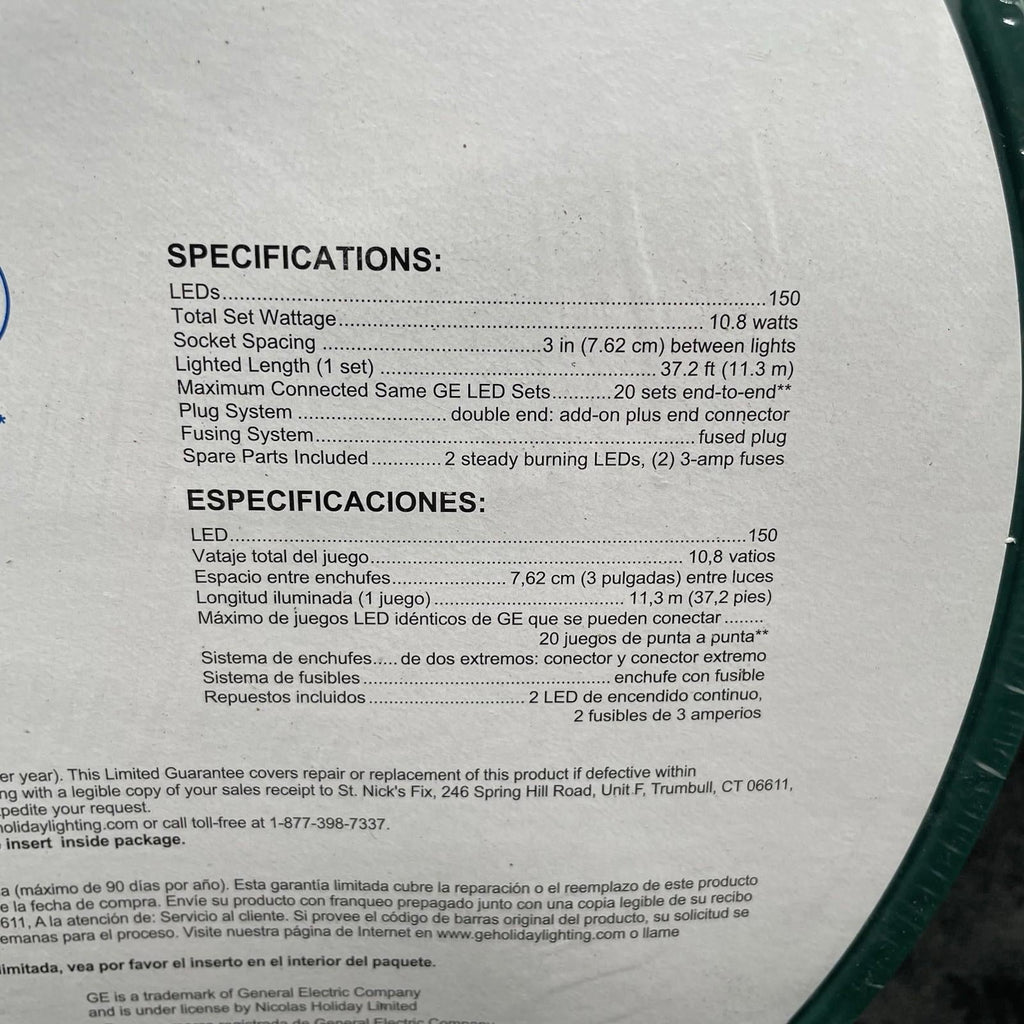 SPECIFICATIONS:
LEDs.......................................................................150
Total Set Wattage................................................ 10.8 watts
Socket Spacing .............................3 in (7.62 cm) between lights
Lighted Length (1 set) .................................... 37.2 ft (11.3 m)
Maximum Connected Same GE LED Sets..........20 sets end-to-end**
Plug System .................... double end: add-on plus end connector
Fusing System.................................................... fused plug
Spare Parts Included............ 2 steady burning LEDs, (2) 3-amp fuses
*
ESPECIFICACIONES:
LED.......................................................................150
Vataje total del juego.......................................... 10,8 vatios
Espacio entre enchufes................ 7,62 cm (3 pulgadas) entre luces
Longitud iluminada (1 juego)........................... 11,3 m (37,2 pies)
Máximo de juegos LED idénticos de GE que se pueden conectar........
20 juegos de punta a punta**
Sistema de enchufes..... de dos extremos: conector y conector extremo
Sistema de fusibles................................... enchufe con fusible
Repuestos incluidos...................... 2 LED de encendido continuo,
2 fusibles de 3 amperios
er year). This Limited Guarantee covers repair or replacement of this product if defective within
ng with a legible copy of your sales receipt to St. Nick's Fix, 246 Spring Hill Road, Unit F, Trumbull, CT 06611,
pedite your request.
olidaylighting.com or call toll-free at 1-877-398-7337.
insert inside package.
a (máximo de 90 días por año). Esta garantía limitada cubre la reparación o el reemplazo de este producto
e la fecha de compra. Envíe su producto con franqueo prepagado junto con una copia legible de su recibo
611, A la atención de: Servicio al cliente. Si provee el código de barras original del producto, su solicitud se
emanas para el proceso. Visite nuestra página de Internet en www.geholidaylighting.com o llame
limitada, vea por favor el inserto en el interior del paquete.
GE is a trademark of General Electric Company
and is under license by Nicolas Holiday Limited
registrada de General Electric Company